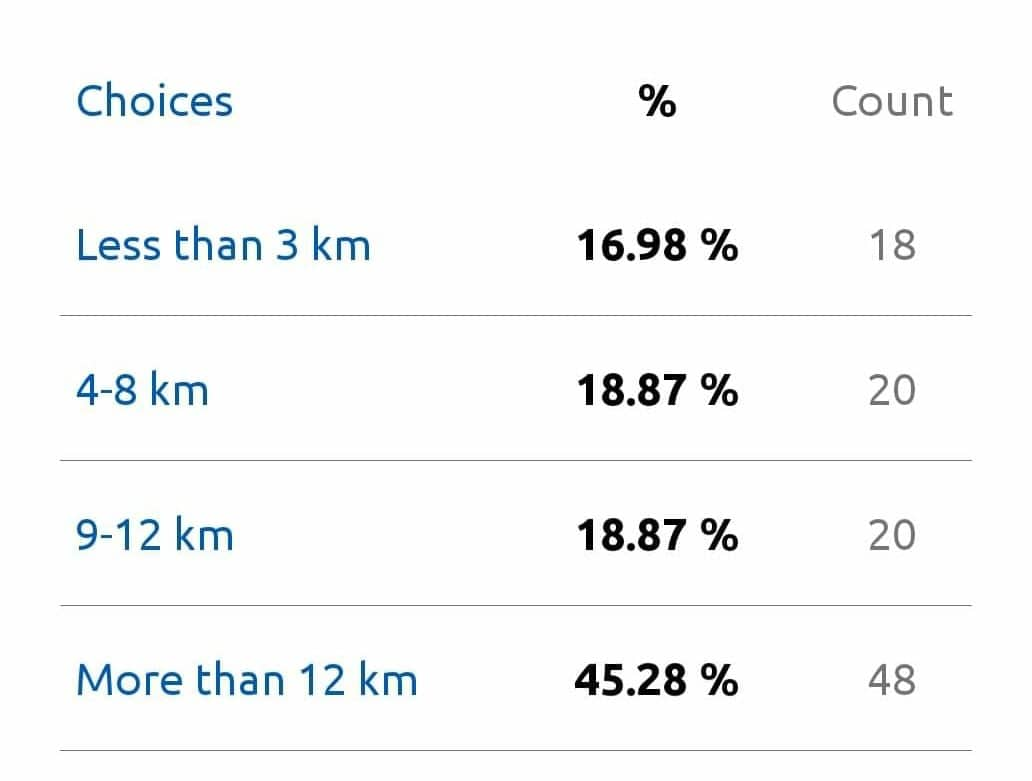 Choices % Count
Less than 3 km 16.98 % 18
4-8 km 18.87 % 20
9-12 km 18.87 % 20
More than 12 km 45.28 % 48